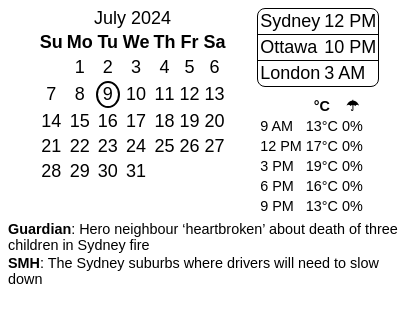 July 2024
Su Mo Tu We Th Fr Sa
1 2 3 4 5 6
7 8 9 10 11 12 13
14 15 16 17 18 19 20
21 22 23 24 25 26 27
28 29 30 31
Sydney 12 PM
Ottawa 10 PM
London 3 AM
°C ☂
9 AM 13°C 0%
12 PM 17°C 0%
3 PM 19°C 0%
6 PM 16°C 0%
9 PM 13°C 0%
Guardian: Hero neighbour ‘heartbroken’ about death of three
children in Sydney fire
SMH: The Sydney suburbs where drivers will need to slow
down